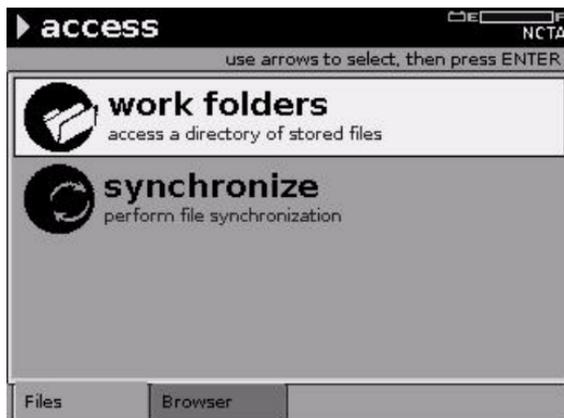 access
E F
NCTA
use arrows to select, then press ENTER
work folders
access a directory of stored files
synchronize
perform file synchronization
Files Browser